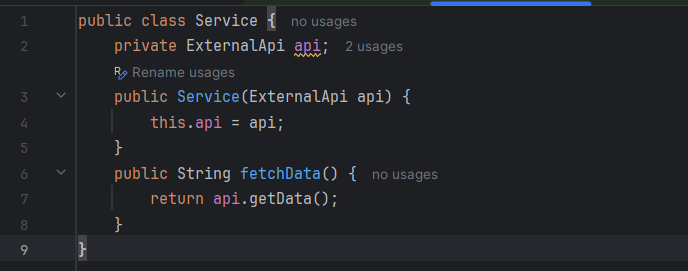 1 public class Service { no usages
2 private ExternalApi api; 2 usages
Rename usages
3 public Service(ExternalApi api) {
4 this.api = api;
5 }
6 public String fetchData() { no usages
7 return api.getData();
8 }
9 }